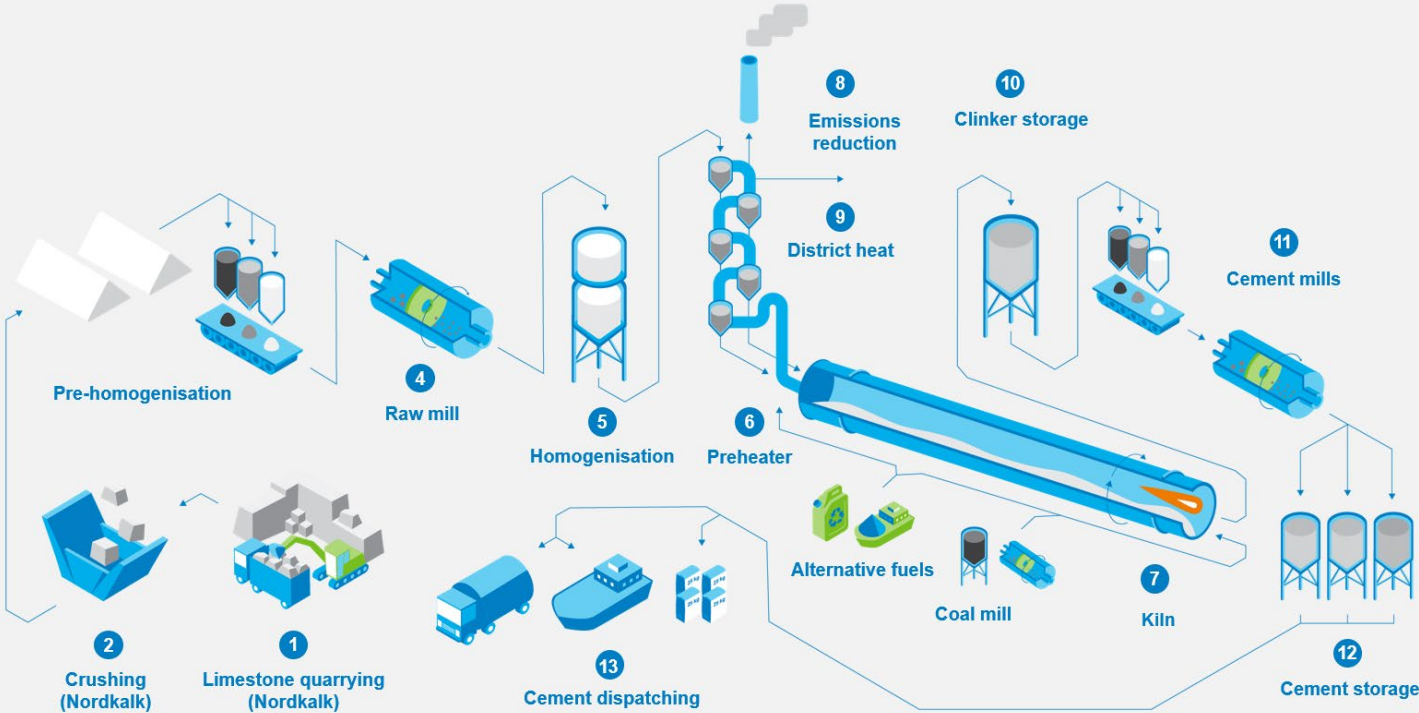 8
Emissions
reduction
10
Clinker storage
9
District heat
11
Cement mills
Pre-homogenisation
4
Raw mill
5
Homogenisation
6
Preheater
Alternative fuels
Coal mill
7
Kiln
2
Crushing
(Nordkalk)
1
Limestone quarrying
(Nordkalk)
13
Cement dispatching
12
Cement storage